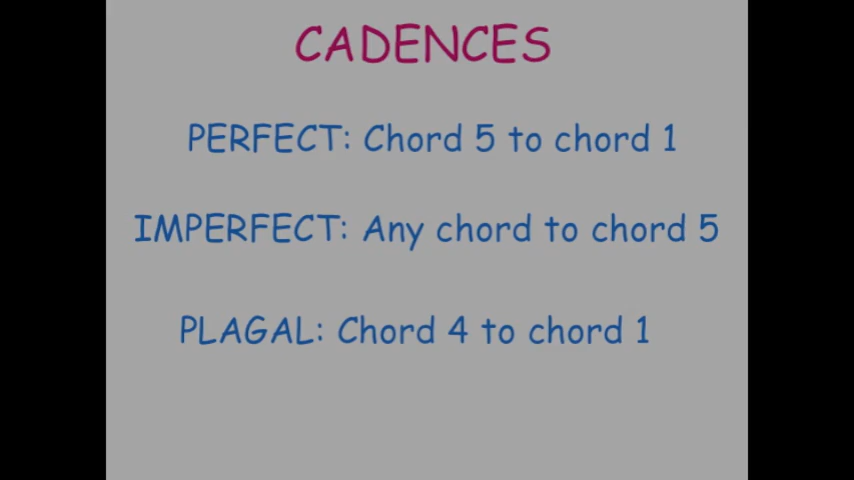 CADENCES
PERFECT: Chord 5 to chord 1
IMPERFECT: Any chord to chord 5
PLAGAL: Chord 4 to chord 1